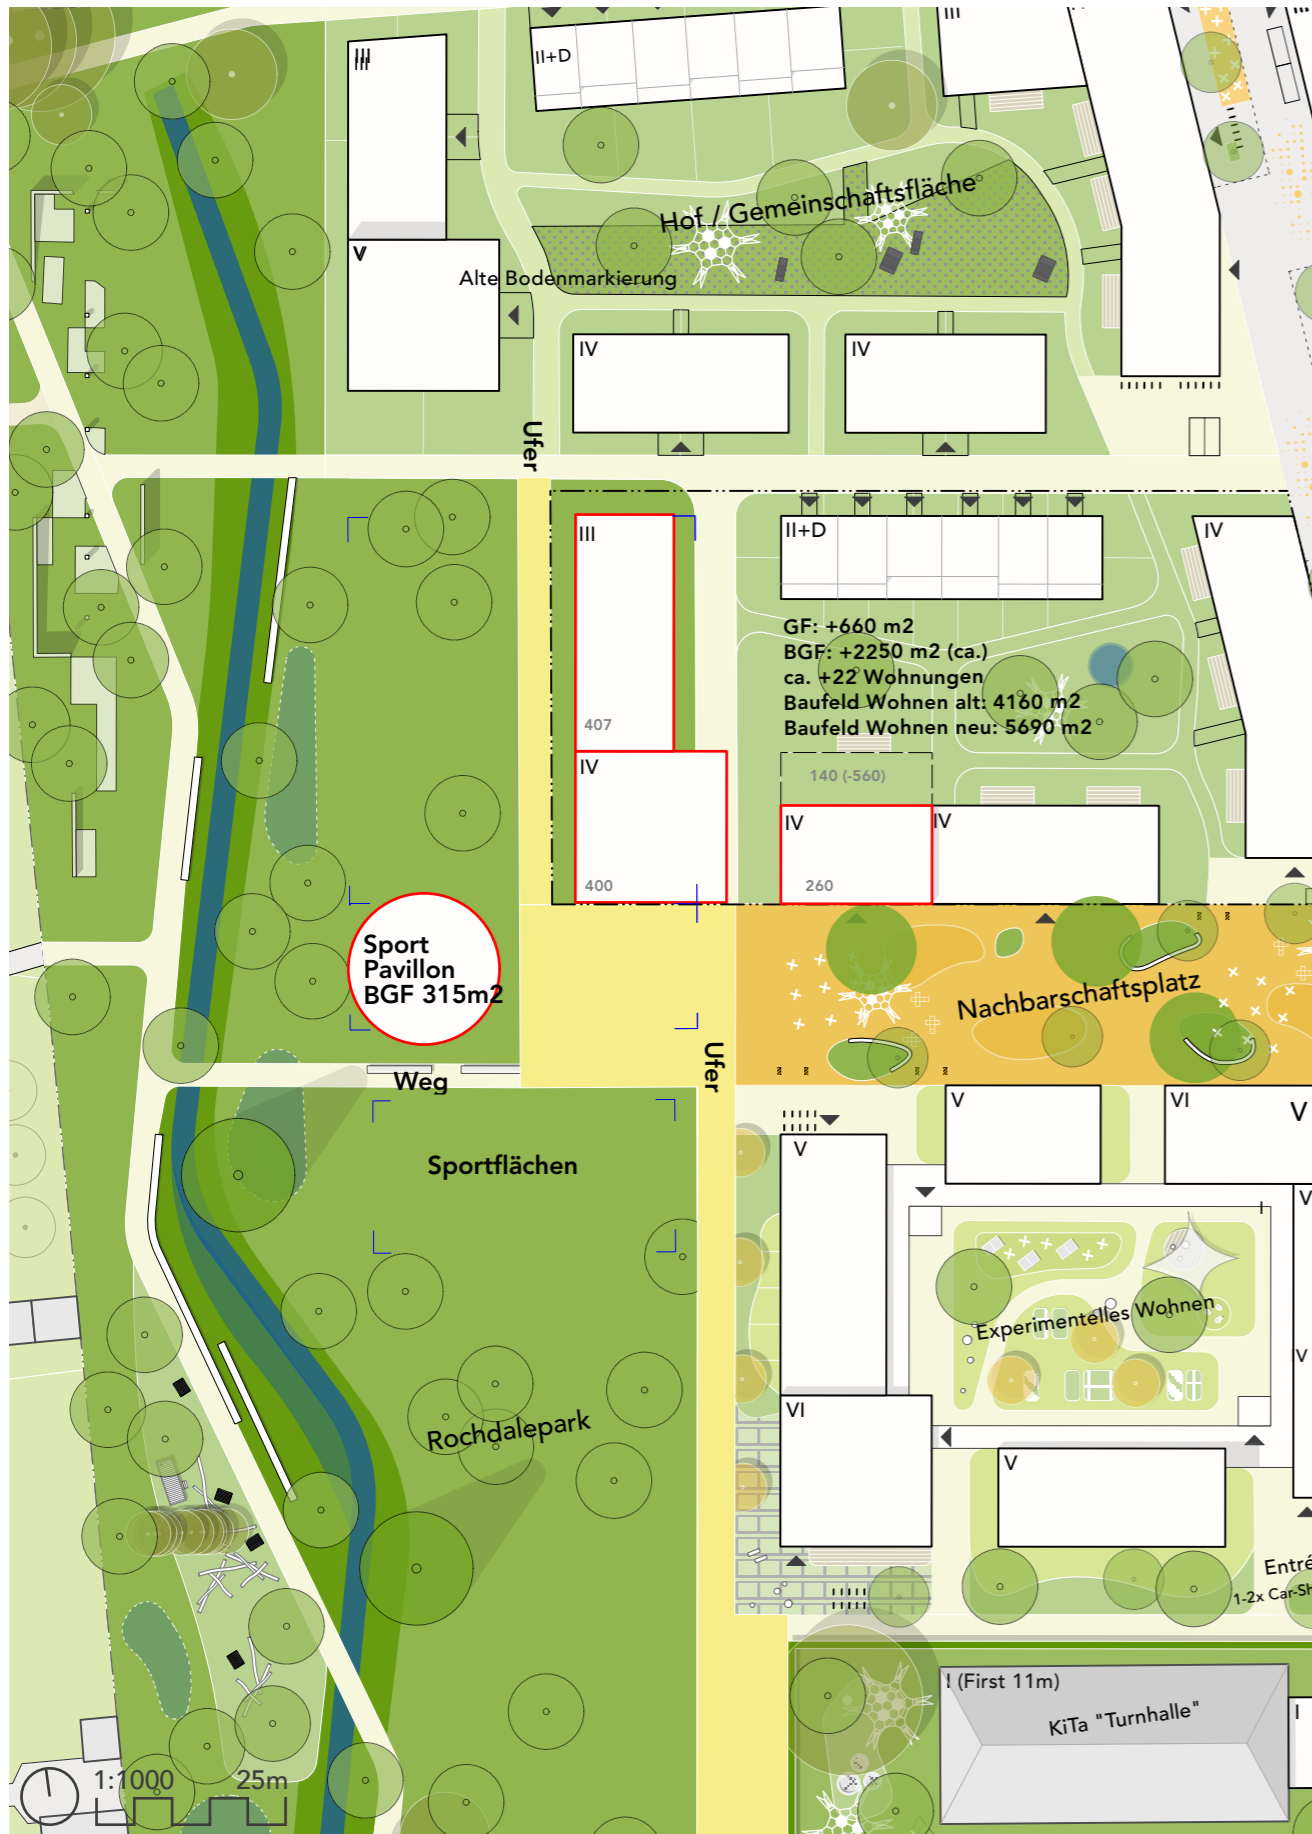 III
II+D
III
V
Hof / Gemeinschaftsfläche
Alte Bodenmarkierung
IV
IV
Ufer
III
II+D
IV
GF: +660 m2
BGF: +2250 m2 (ca.)
ca. +22 Wohnungen
Baufeld Wohnen alt: 4160 m2
Baufeld Wohnen neu: 5690 m2
407
IV
140 (-560)
IV
IV
400
260
Sport
Pavillon
BGF 315m2
Nachbarschaftsplatz
Ufer
Weg
V
VI
V
V
Sportflächen
V
I
Experimentelles Wohnen
IV
VI
Rochdalepark
V
Entré
1-2x Car-Sh
I (First 11m)
KiTa "Turnhalle"
I
1:1000
25m